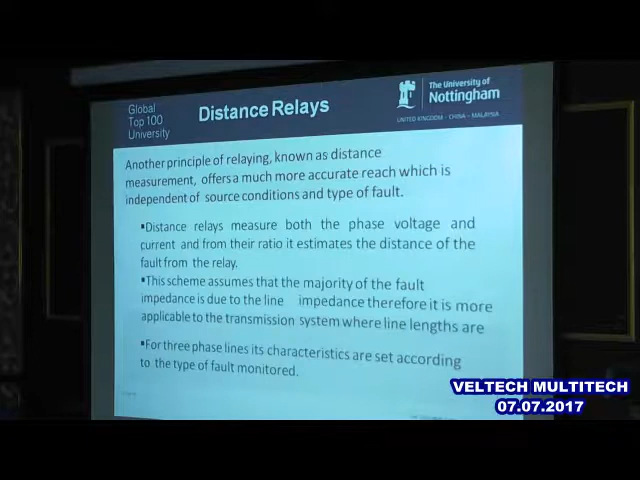 Global
Top 100
University
Distance Relays
The University of
Nottingham
UNITED KINGDOM · CHINA · MALAYSIA
Another principle of relaying, known as distance
measurement, offers a much more accurate reach which is
independent of source conditions and type of fault.
▪Distance relays measure both the phase voltage and
current and from their ratio it estimates the distance of the
fault from the relay.
▪This scheme assumes that the majority of the fault
impedance is due to the line impedance therefore it is more
applicable to the transmission system where line lengths are
▪For three phase lines its characteristics are set according
to the type of fault monitored.
VELTECH MULTITECH
07.07.2017